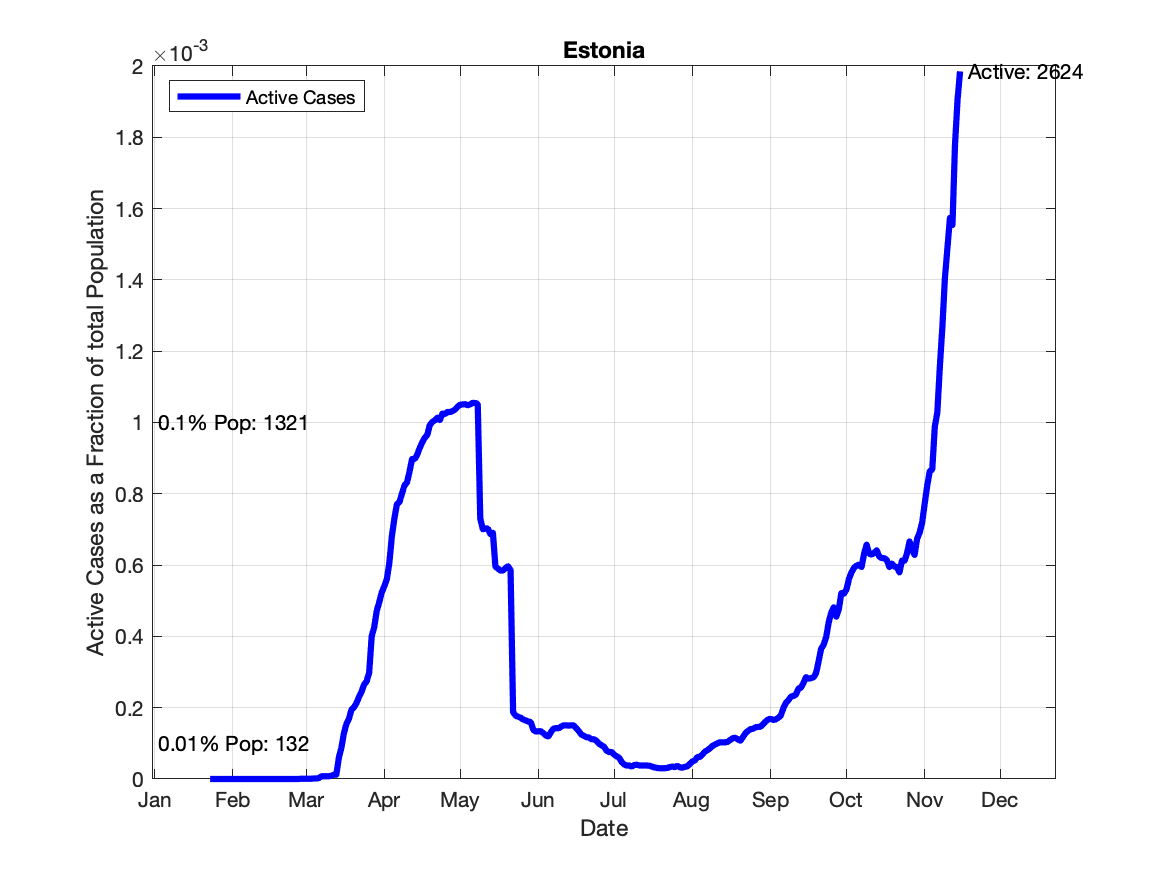 Estonia
×10-3
Active: 2624
Active Cases
2
1.8
1.6
1.4
1.2
1
0.8
0.6
0.4
0.2
0
0.1% Pop: 1321
0.01% Pop: 132
Active Cases as a Fraction of total Population
Jan Feb Mar Apr May Jun Jul Aug Sep Oct Nov Dec
Date